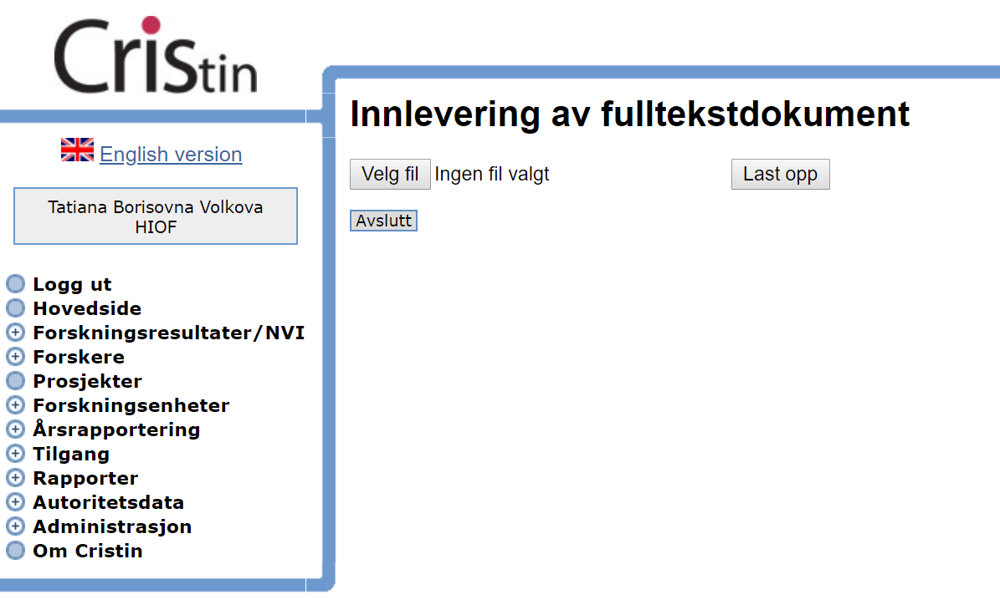 Cristin
English version
Tatiana Borisovna Volkova
HIOF
Logg ut
Hovedside
Forskningsresultater/NVI
Forskere
Prosjekter
Forskningsenheter
Årsrapportering
Tilgang
Rapporter
Autoritetsdata
Administrasjon
Om Cristin
Innlevering av fulltekstdokument
Velg fil Ingen fil valgt Last opp
Avslutt